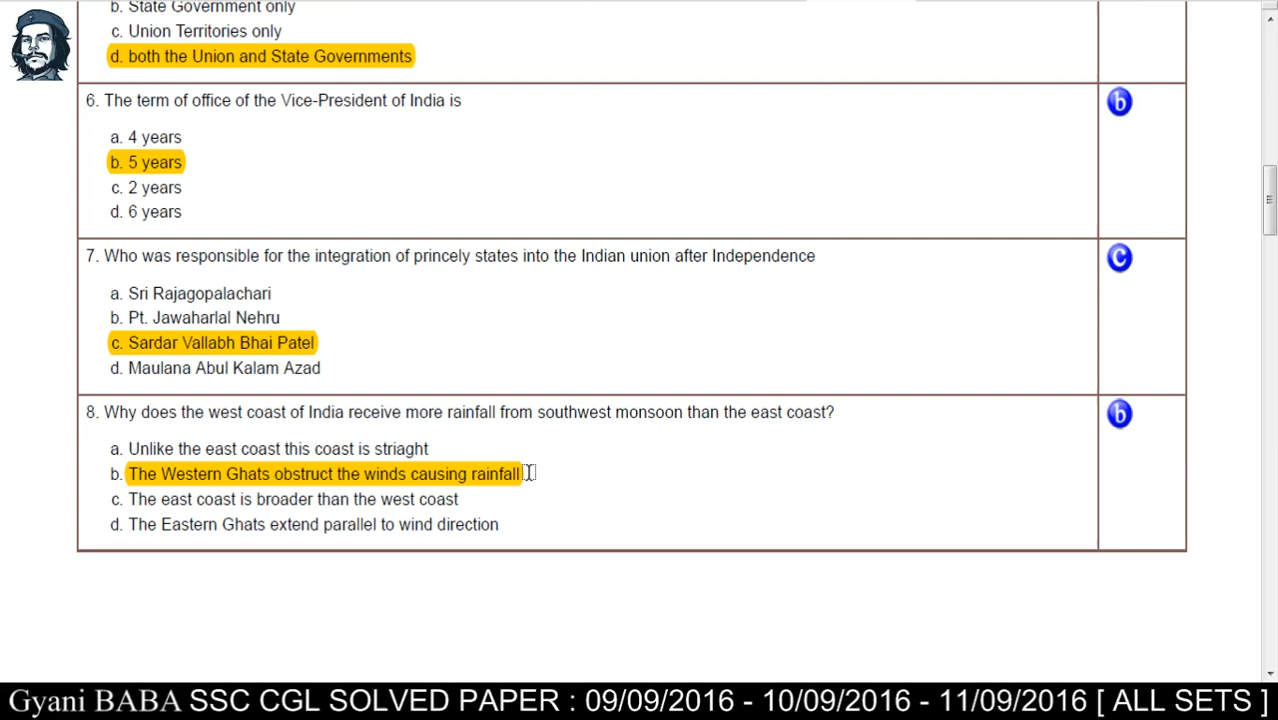 b. State Government only
c. Union Territories only
d. both the Union and State Governments
6. The term of office of the Vice-President of India is
b
a. 4 years
b. 5 years
c. 2 years
d. 6 years
7. Who was responsible for the integration of princely states into the Indian union after Independence
c
a. Sri Rajagopalachari
b. Pt. Jawaharlal Nehru
c. Sardar Vallabh Bhai Patel
d. Maulana Abul Kalam Azad
8. Why does the west coast of India receive more rainfall from southwest monsoon than the east coast?
b
a. Unlike the east coast this coast is striaght
b. The Western Ghats obstruct the winds causing rainfall
c. The east coast is broader than the west coast
d. The Eastern Ghats extend parallel to wind direction
Gyani BABA SSC CGL SOLVED PAPER : 09/09/2016 - 10/09/2016 - 11/09/2016 [ ALL SETS ]